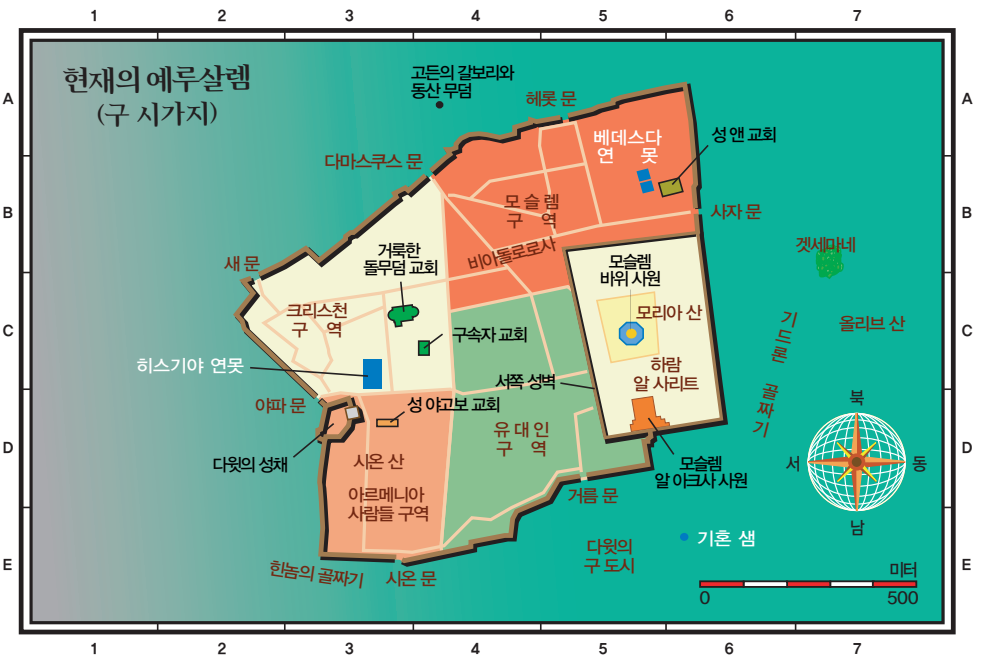 1 2 3 4 5 6 7
A
B
C
D
E
A
B
C
D
E
현재의 예루살렘
(구 시가지)
고든의 갈보리와
동산 무덤
헤롯 문
베데스다
연 못
성 앤 교회
다마스쿠스 문
모슬렘
구 역
사자 문
비아돌로로사
겟세마네
거룩한
돌무덤 교회
모슬렘
바위 사원
새 문
크리스천
구 역
모리아 산
기드론 골짜기
올리브 산
구속자 교회
히스기야 연못
하람
알 사리트
서쪽 성벽
야파 문
성 야고보 교회
유대인
구 역
북
서
동
남
다윗의 성채
시온 산
모슬렘
알 아크사 사원
아르메니아
사람들 구역
거름 문
기혼 샘
다윗의
구 도시
한놈의 골짜기
시온 문
미터
0 500
1 2 3 4 5 6 7